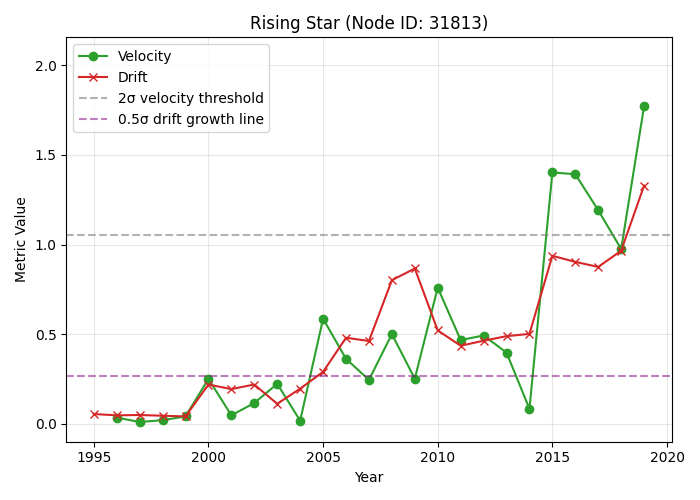 Rising Star (Node ID: 31813)
Velocity
Drift
2σ velocity threshold
0.5σ drift growth line
Metric Value
2.0
1.5
1.0
0.5
0.0
1995 2000 2005 2010 2015 2020
Year